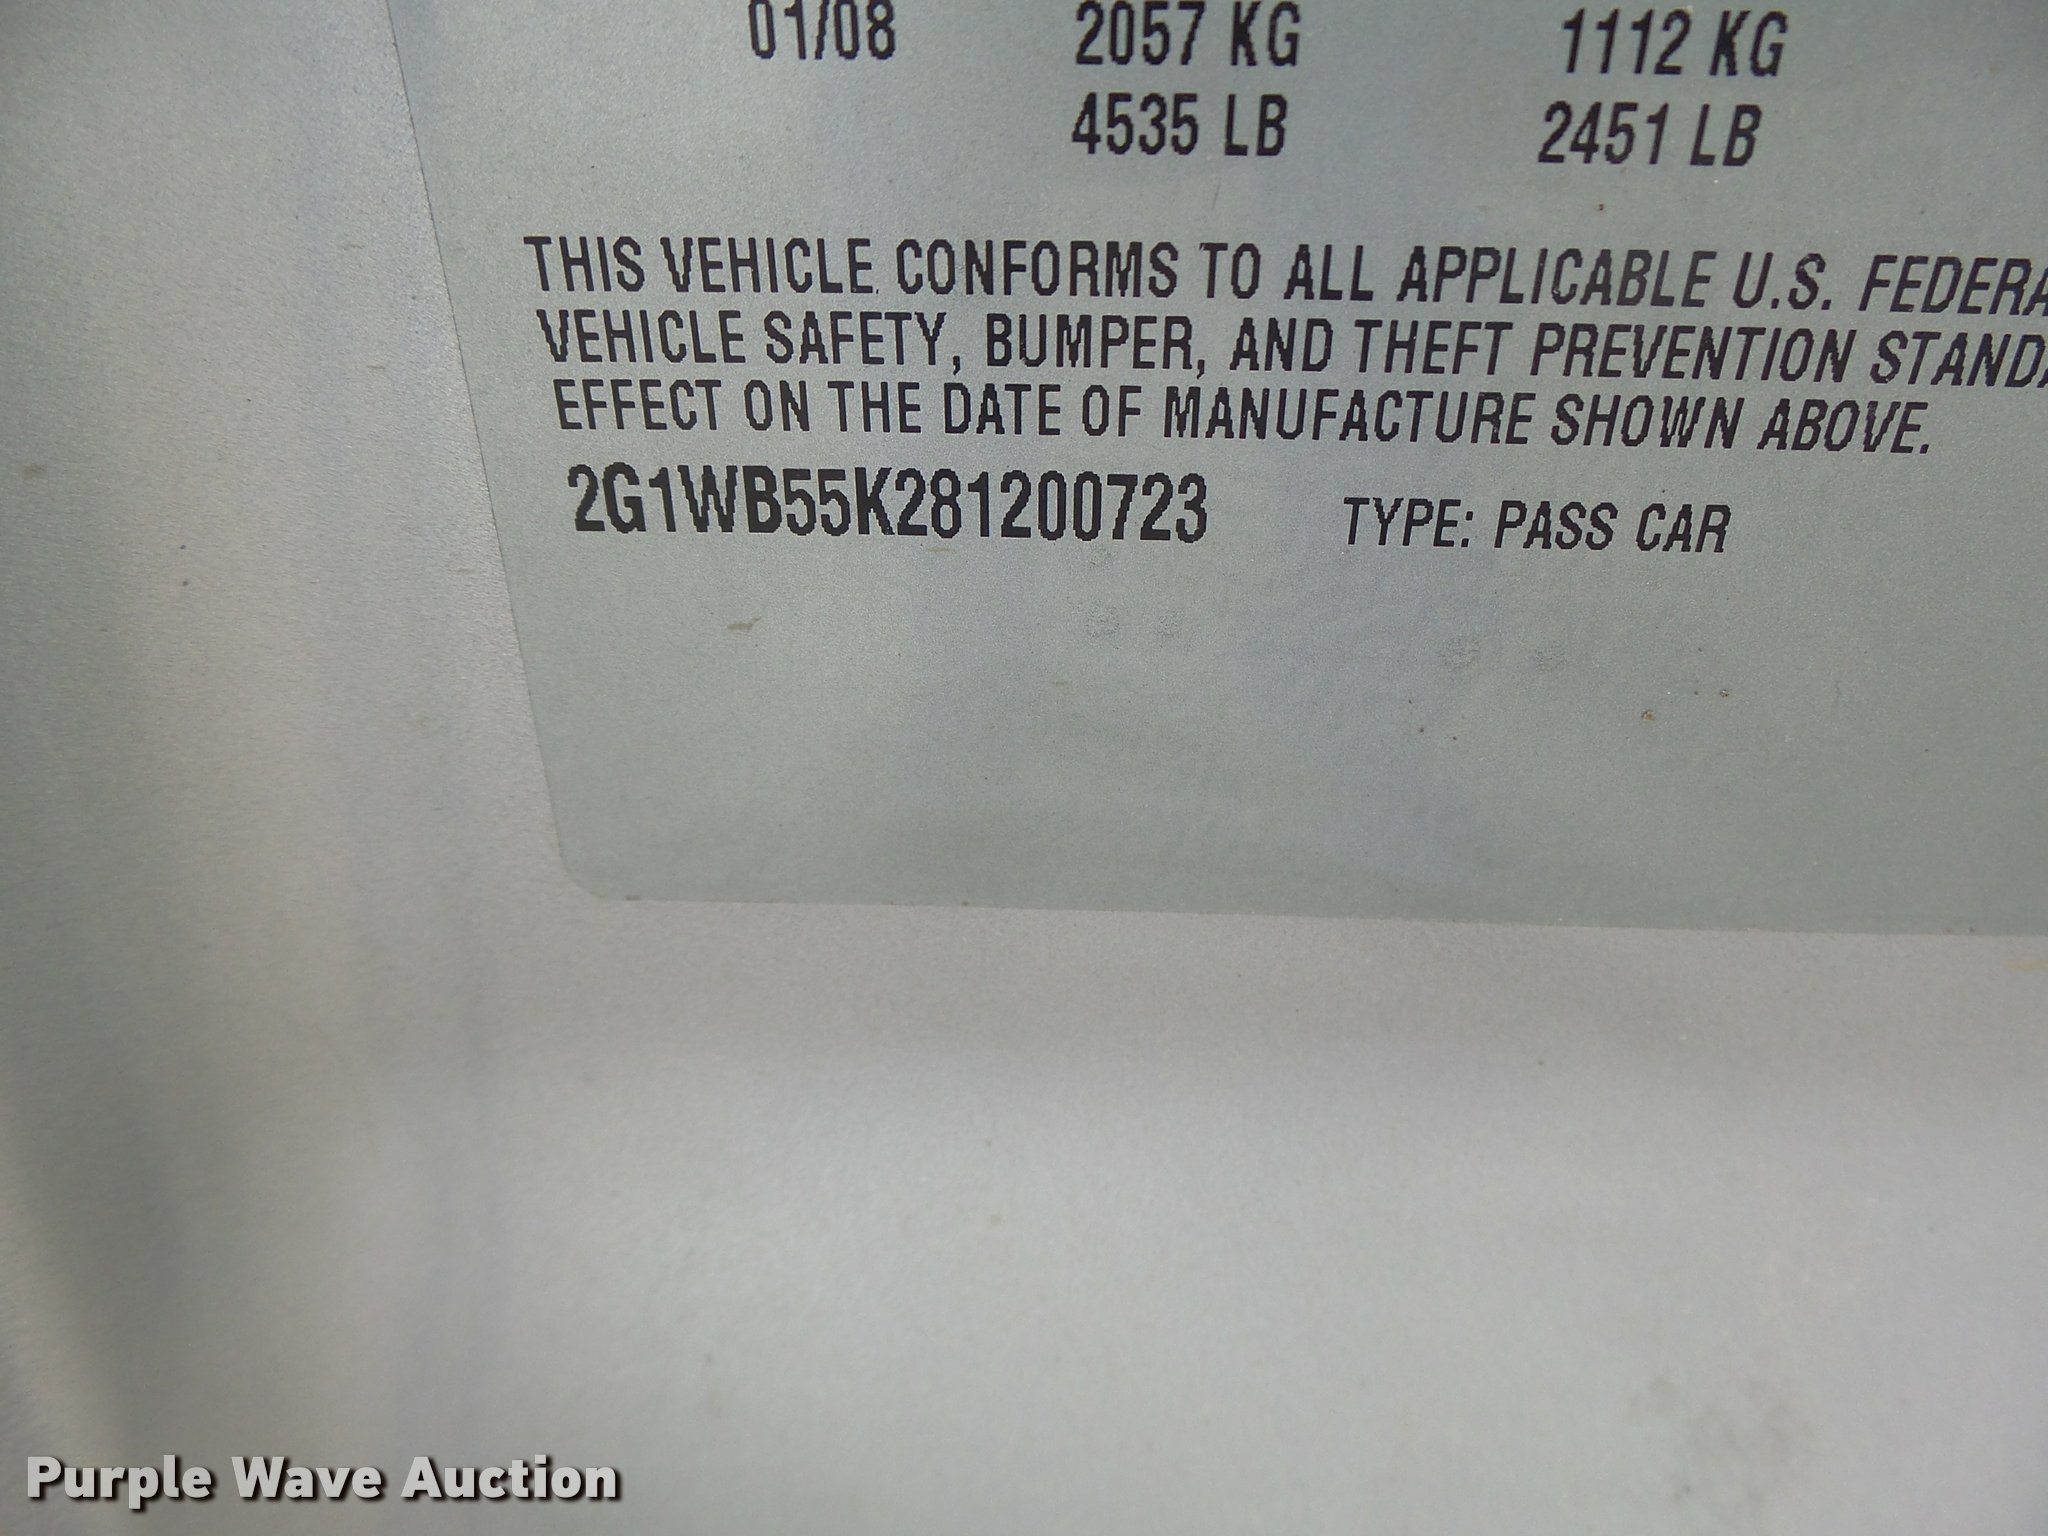 01/08 2057 KG 1112 KG
4535 LB 2451 LB
THIS VEHICLE CONFORMS TO ALL APPLICABLE U.S. FEDERA
VEHICLE SAFETY, BUMPER, AND THEFT PREVENTION STANDA
EFFECT ON THE DATE OF MANUFACTURE SHOWN ABOVE.
2G1WB55K281200723 TYPE: PASS CAR
Purple Wave Auction